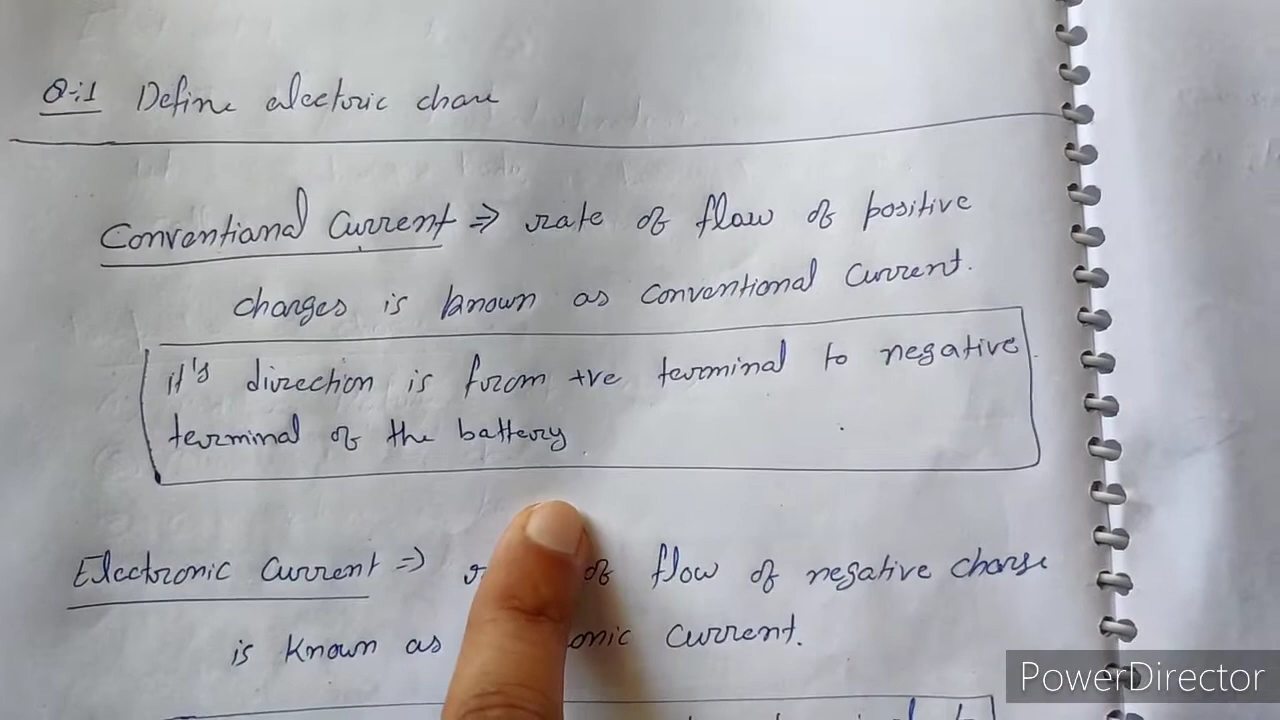 Q:1 Define electric chare
Conventional Current ⇒ rate of flow of positive
charges is known as conventional current.
it's direction is from +ve terminal to negative
terminal of the battery
Electronic Current ⇒ of flow of negative charge
is known as onic current.
PowerDirector